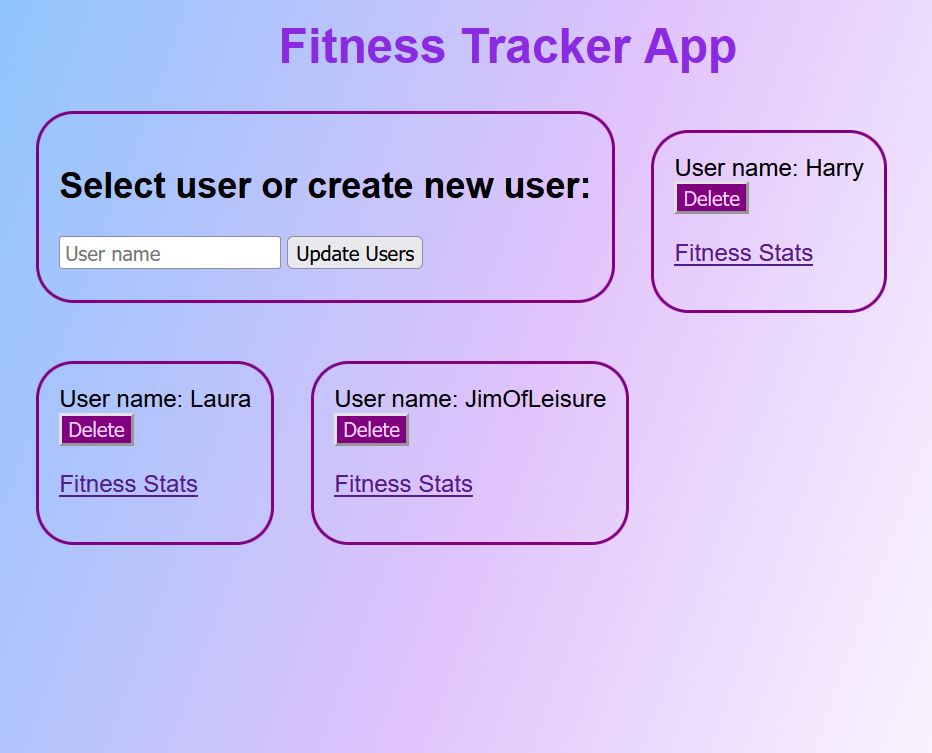 Fitness Tracker App
Select user or create new user:
User name
Update Users
User name: Harry
Delete
Fitness Stats
User name: Laura
Delete
Fitness Stats
User name: JimOfLeisure
Delete
Fitness Stats